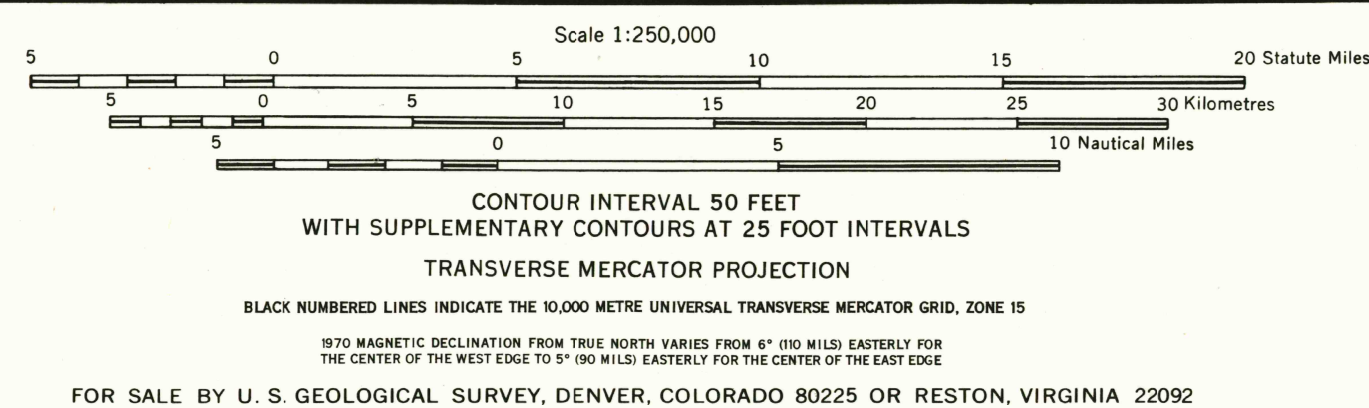 Scale 1:250,000
5 0 5 10 15 20 Statute Miles
5 0 5 10 15 20 25 30 Kilometres
5 0 5 10 Nautical Miles
CONTOUR INTERVAL 50 FEET
WITH SUPPLEMENTARY CONTOURS AT 25 FOOT INTERVALS
TRANSVERSE MERCATOR PROJECTION
BLACK NUMBERED LINES INDICATE THE 10,000 METRE UNIVERSAL TRANSVERSE MERCATOR GRID, ZONE 15
1970 MAGNETIC DECLINATION FROM TRUE NORTH VARIES FROM 6° (110 MILS) EASTERLY FOR
THE CENTER OF THE WEST EDGE TO 5° (90 MILS) EASTERLY FOR THE CENTER OF THE EAST EDGE
FOR SALE BY U. S. GEOLOGICAL SURVEY, DENVER, COLORADO 80225 OR RESTON, VIRGINIA 22092